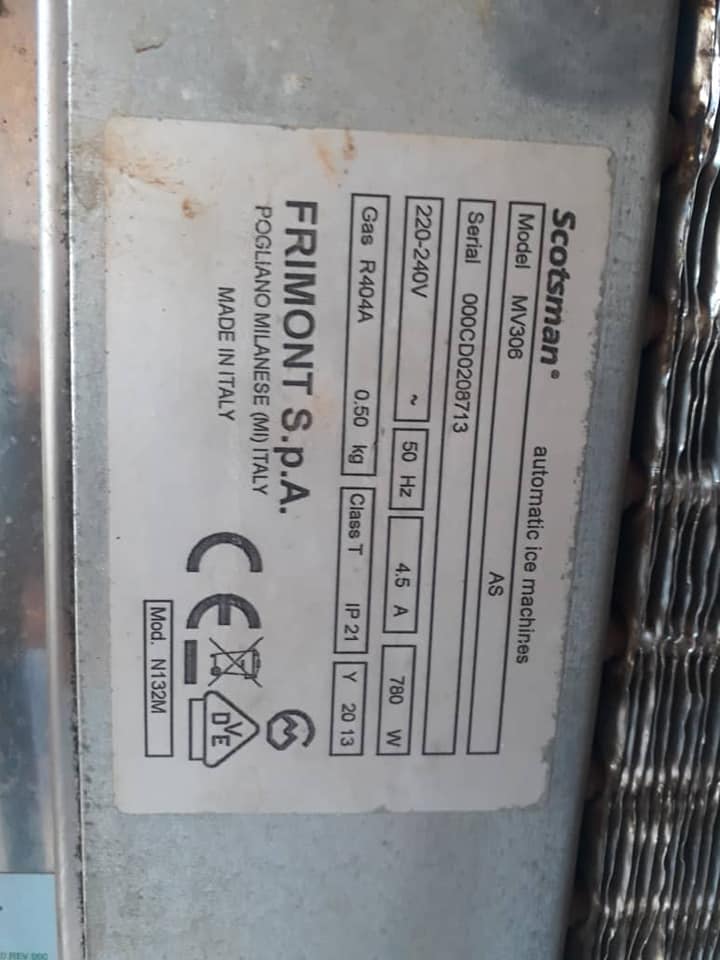 Scotsman® automatic ice machines
Model MV306 AS
Serial 000CD0208713
220-240V ~ 50 Hz 4.5 A 780 W
Gas R404A 0.50 kg Class T IP 21 Y 20 13
FRIMONT S.p.A.
POGLIANO MILANESE (MI) ITALY
MADE IN ITALY
CE
DVE
Mod. N132M